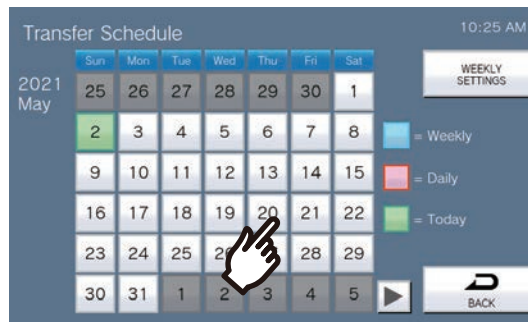 Transfer Schedule
10:25 AM
Sun Mon Tue Wed Thu Fri Sat
WEEKLY
SETTINGS
2021
May
25 26 27 28 29 30 1
2 3 4 5 6 7 8
= Weekly
9 10 11 12 13 14 15
= Daily
16 17 18 19 20 21 22
= Today
23 24 25 28 29
30 31 1 2 3 4 5
BACK